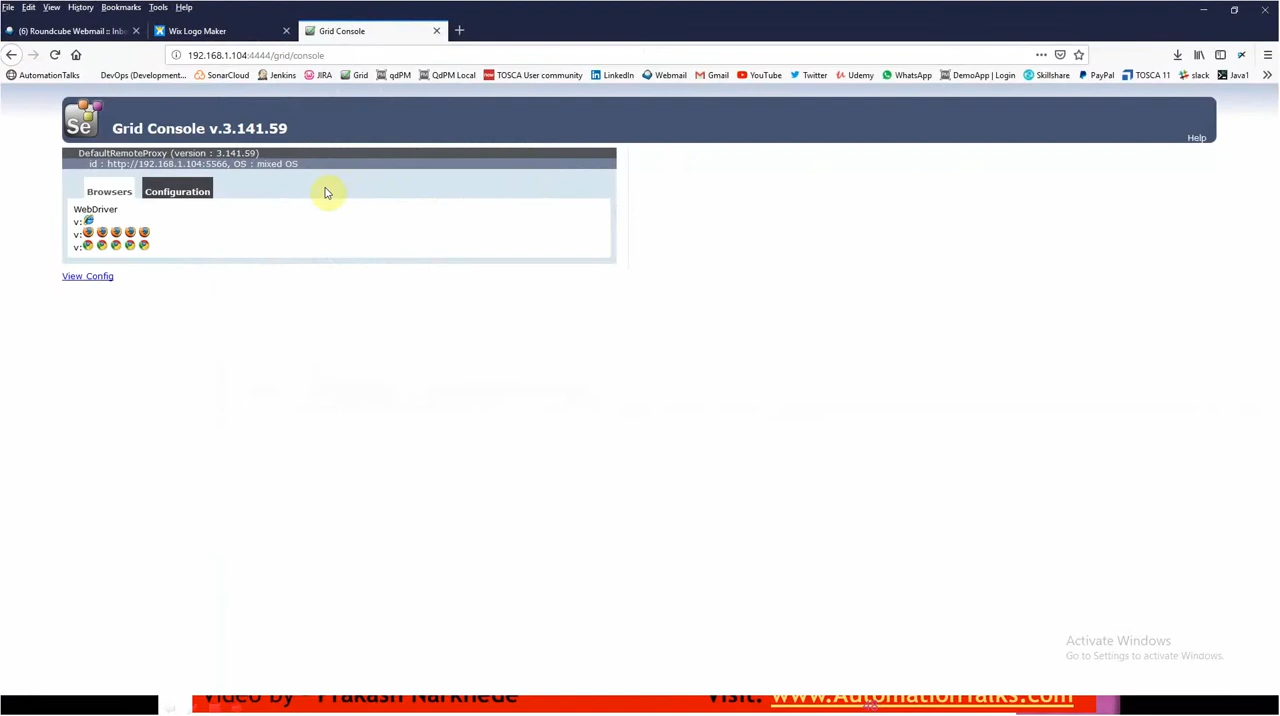 File Edit View History Bookmarks Tools Help
(6) Roundcube Webmail :: Inb
Wix Logo Maker
Grid Console
192.168.1.104:4444/grid/console
AutomationTalks DevOps (Development... SonarCloud Jenkins JIRA Grid qdPM QdPM Local TOSCA User community LinkedIn Webmail Gmail YouTube Twitter Udemy WhatsApp DemoApp | Login Skillshare PayPal TOSCA 11 slack Java1
Se
Grid Console v.3.141.59
Help
DefaultRemoteProxy (version : 3.141.59)
id : http://192.168.1.104:5566, OS : mixed OS
Browsers Configuration
WebDriver
v:
v:
v:
View Config
Activate Windows
Go to Settings to activate Windows.
Video by - Prakash Narkhede Visit: www.AutomationTalks.com